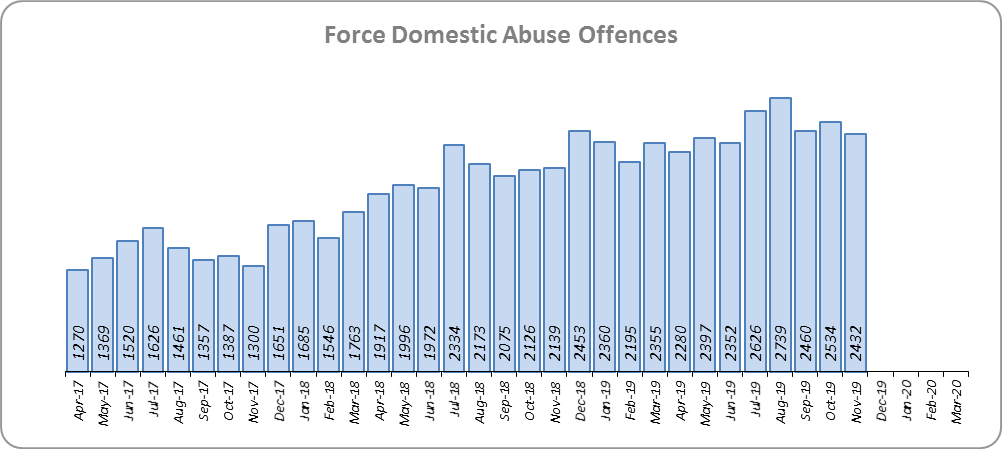 Force Domestic Abuse Offences
1270
1369
1520
1626
1461
1357
1387
1300
1651
1685
1546
1763
1917
1996
1972
2334
2173
2075
2126
2139
2453
2360
2195
2355
2280
2397
2352
2626
2739
2460
2534
2432
Apr-17
May-17
Jun-17
Jul-17
Aug-17
Sep-17
Oct-17
Nov-17
Dec-17
Jan-18
Feb-18
Mar-18
Apr-18
May-18
Jun-18
Jul-18
Aug-18
Sep-18
Oct-18
Nov-18
Dec-18
Jan-19
Feb-19
Mar-19
Apr-19
May-19
Jun-19
Jul-19
Aug-19
Sep-19
Oct-19
Nov-19
Dec-19
Jan-20
Feb-20
Mar-20